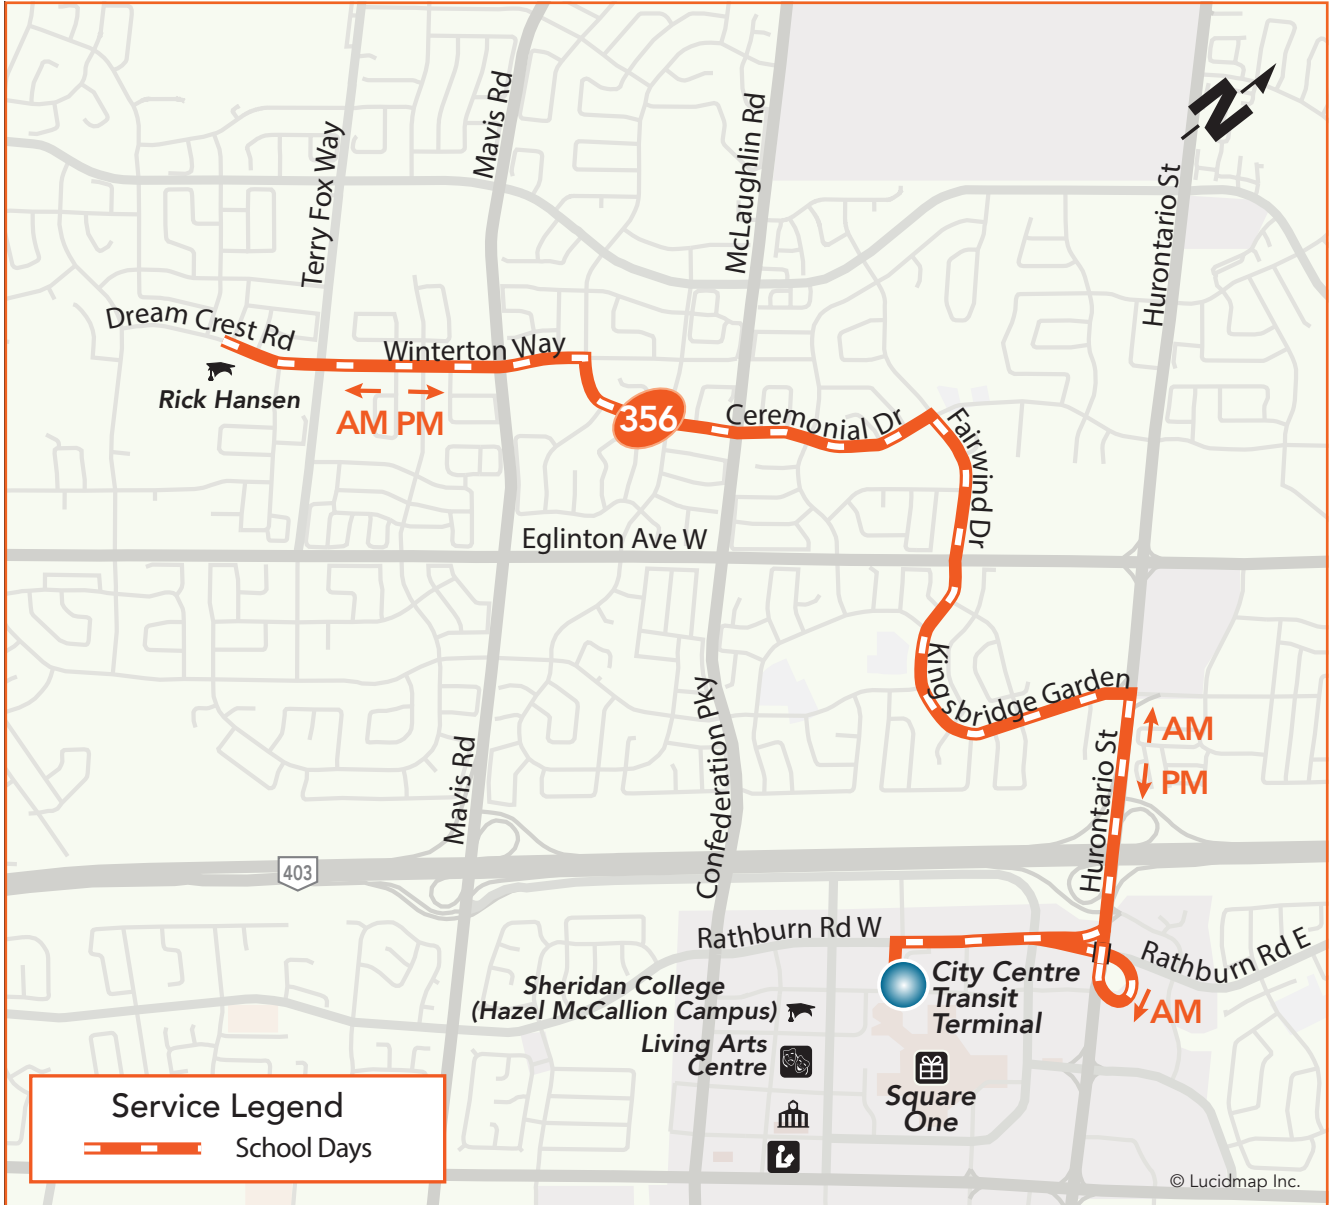 N
Mavis Rd
McLaughlin Rd
Terry Fox Way
Hurontario St
Dream Crest Rd
Winterton Way
Rick Hansen
AM PM
356
Ceremonial Dr
Fairwind Dr
Eglinton Ave W
Kingsbridge Garden
Confederation Pky
Mavis Rd
Hurontario St
AM
PM
403
Rathburn Rd W
Rathburn Rd E
City Centre
Transit
Terminal
AM
Sheridan College
(Hazel McCallion Campus)
Living Arts
Centre
Square
One
Service Legend
School Days
© Lucidmap Inc.